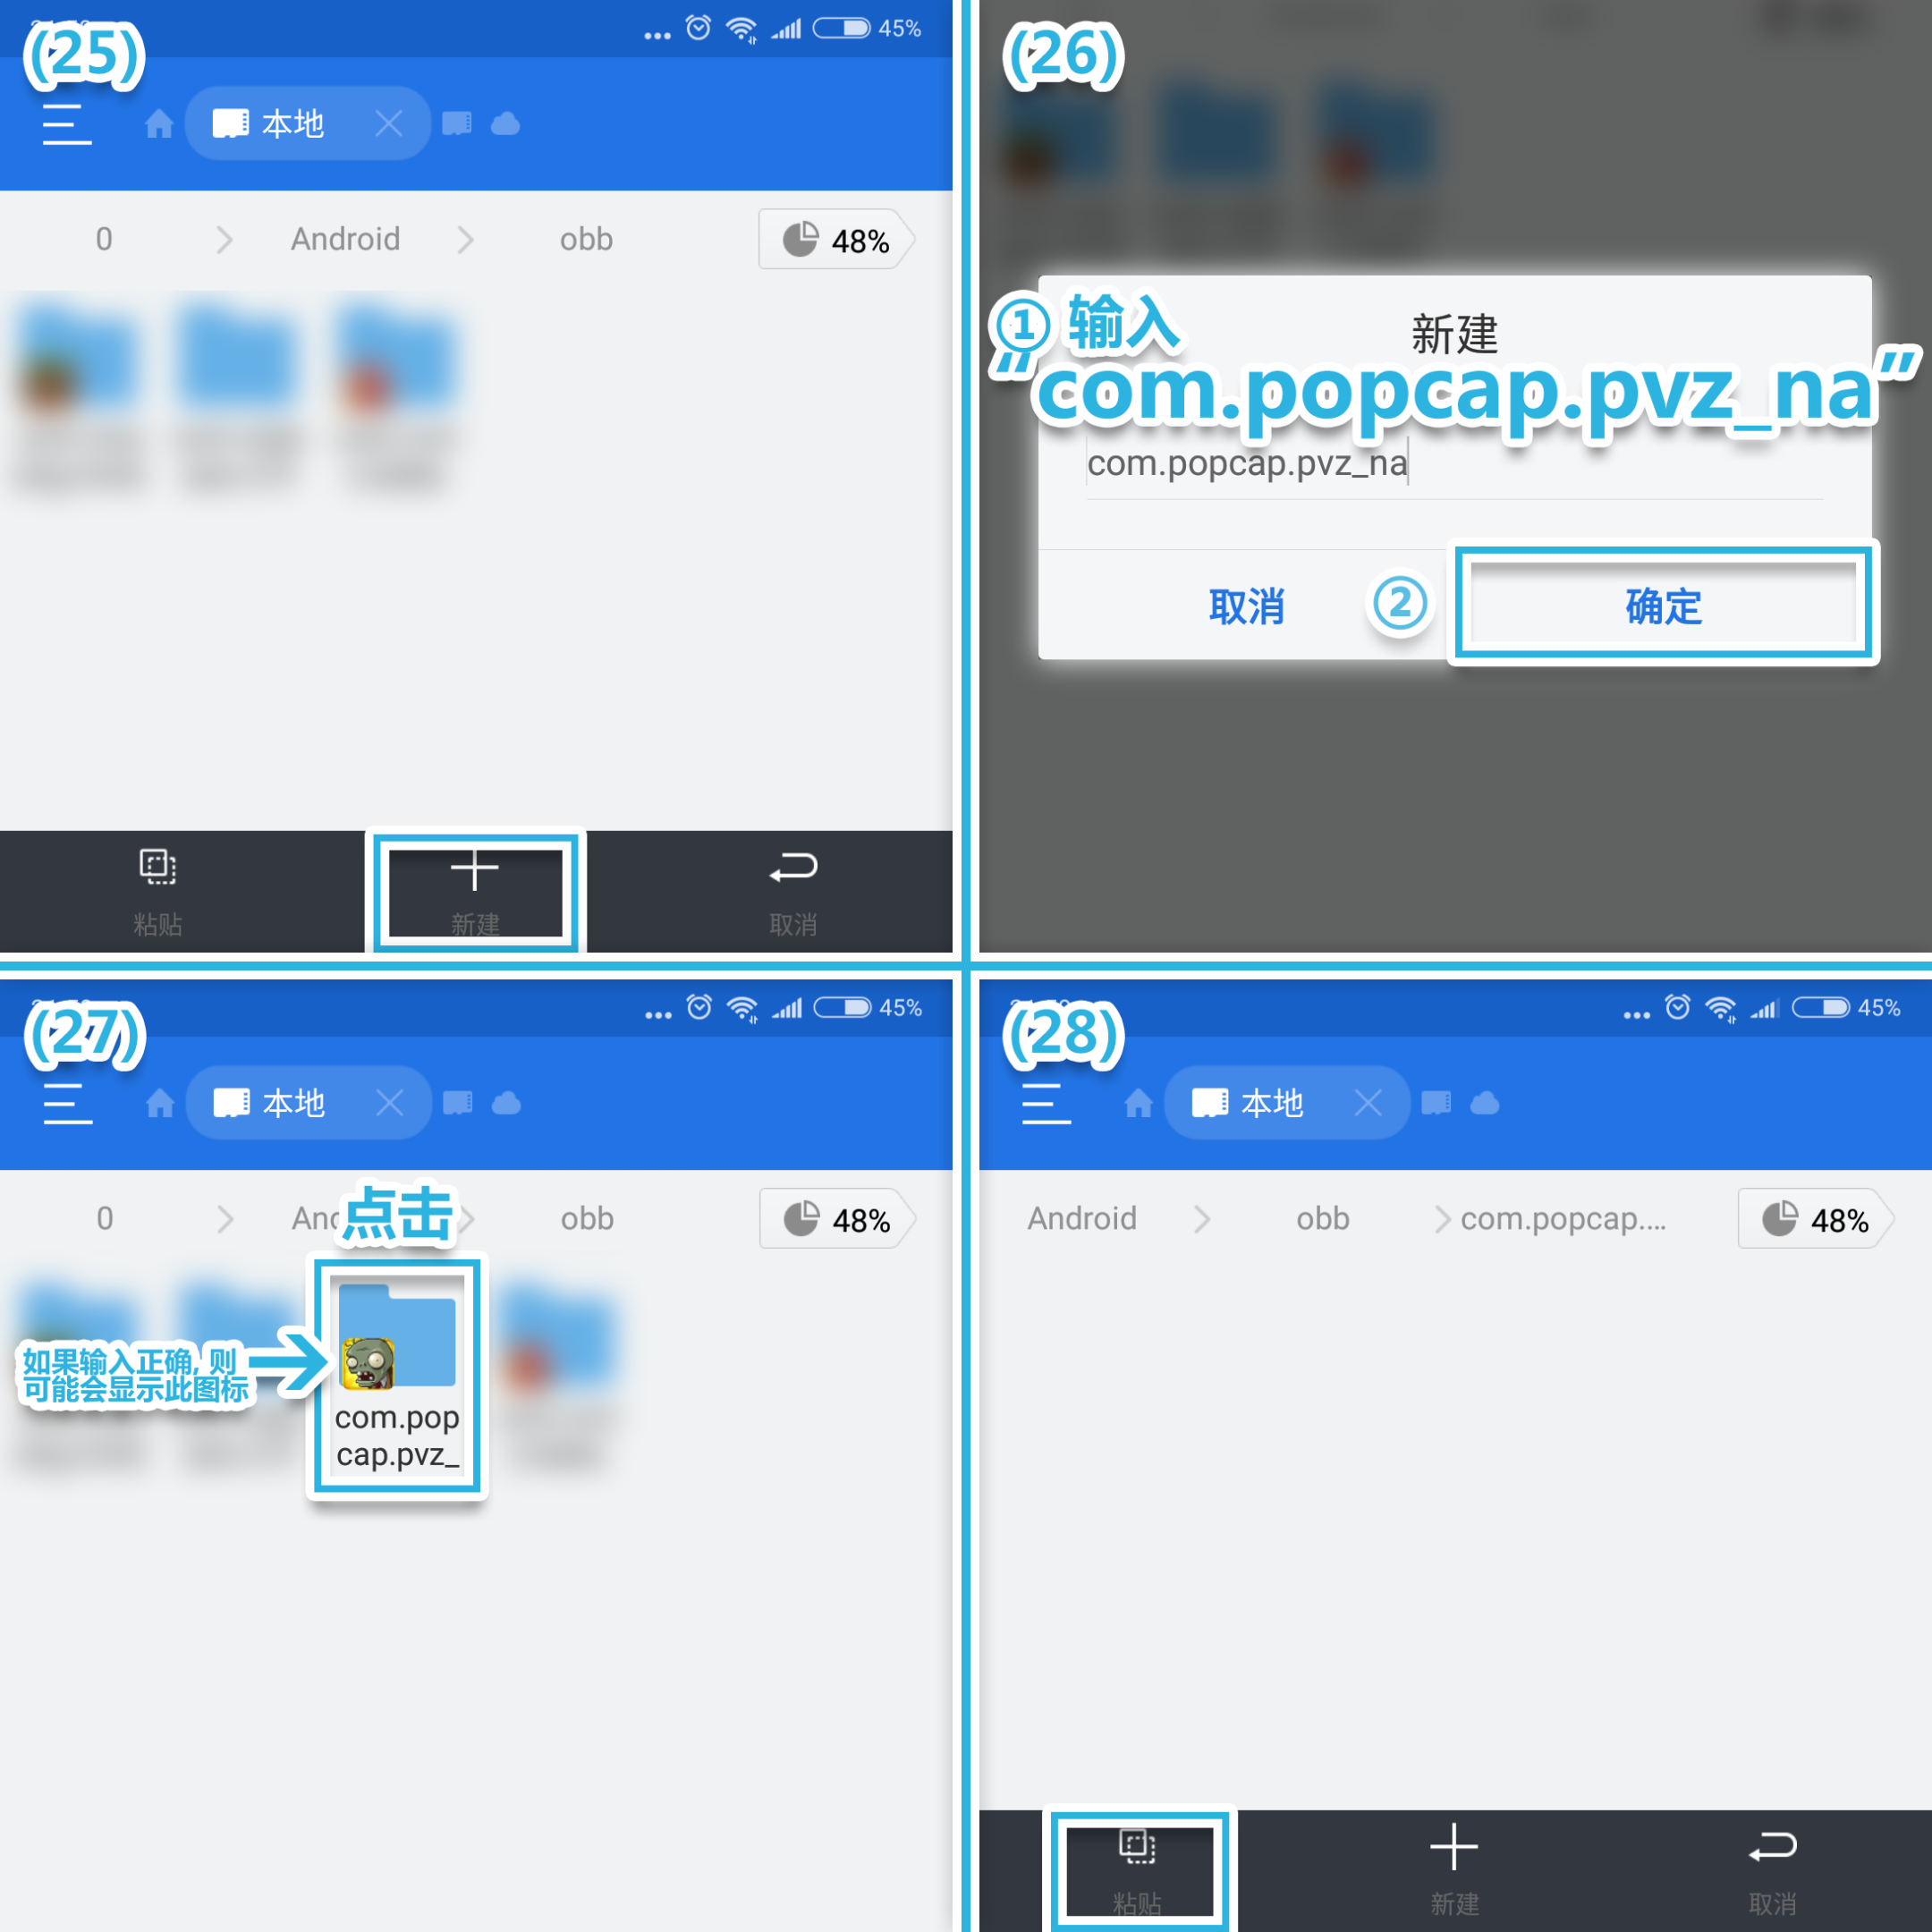 (25)
45%
本地
0
Android
obb
48%
粘贴
新建
取消
(26)
新建
① 输入
“com.popcap.pvz_na”
com.popcap.pvz_na
取消
②
确定
(27)
45%
本地
0
And
obb
48%
点击
如果输入正确, 则
可能会显示此图标
com.pop
cap.pvz_
(28)
45%
本地
Android
obb
com.popcap....
48%
粘贴
新建
取消